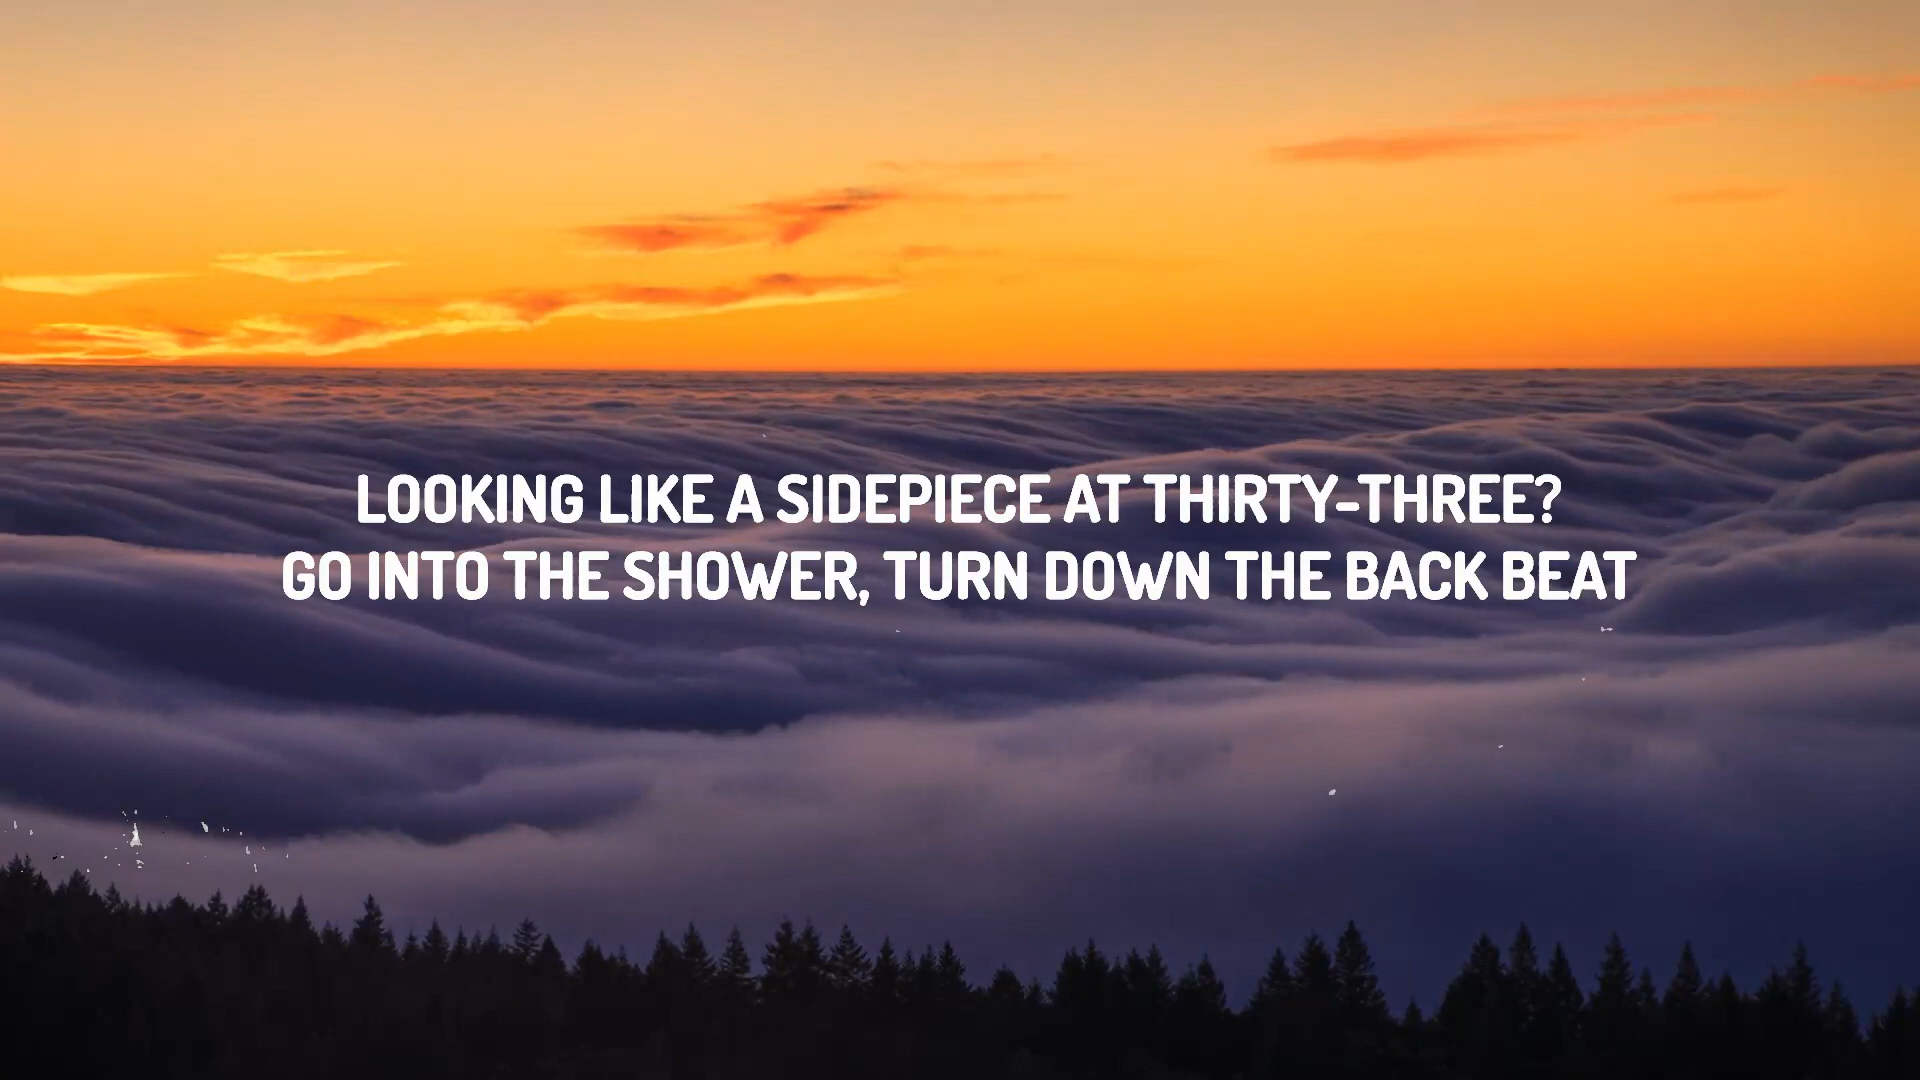 LOOKING LIKE A SIDEPIECE AT THIRTY-THREE?
GO INTO THE SHOWER, TURN DOWN THE BACK BEAT